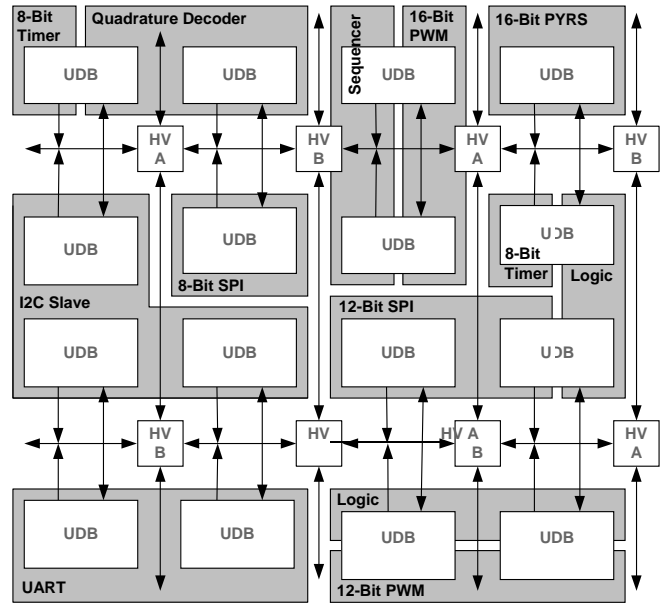 8-Bit
Timer
Quadrature Decoder
Sequencer
16-Bit
PWM
16-Bit PYRS
UDB
UDB
UDB
UDB
UDB
HV
A
HV
B
HV
A
HV
B
UDB
UDB
UDB
UDB
UDB
8-Bit SPI
8-Bit
Timer
Logic
I2C Slave
12-Bit SPI
UDB
UDB
UDB
UDB
HV
B
HV
HV A
B
HV
A
Logic
UDB
UDB
UDB
UDB
UART
12-Bit PWM